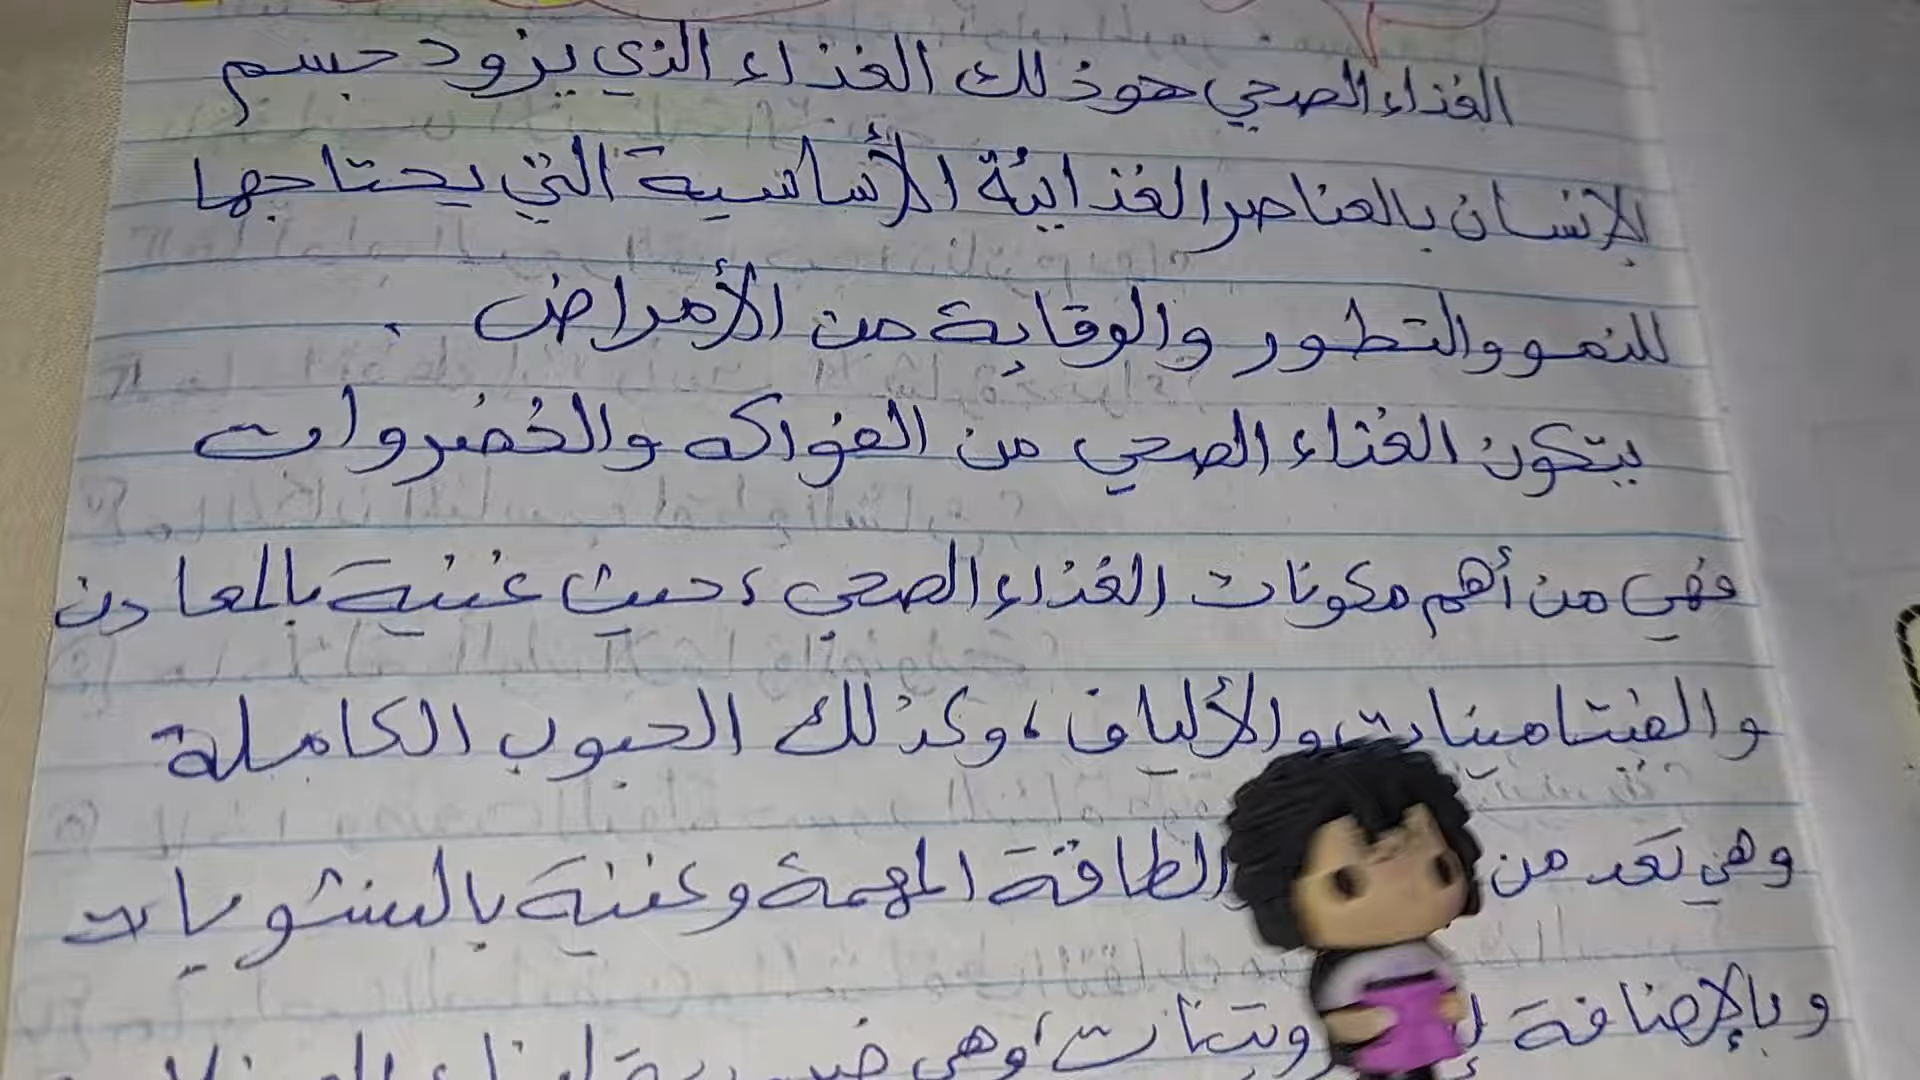 الغذاء الصحي هو ذلك الغذاء الذي يزود جسم
الإنسان بالعناصر الغذائية الأساسية التي يحتاجها
للنمو والتطور والوقاية من الأمراض.
يتكون الغذاء الصحي من الفواكه والخضروات
فهي من أهم مكونات الغذاء الصحي، حيث غنية بالمعادن
والفيتامينات والألياف، وكذلك الحبوب الكاملة
وهي تعد من الطاقة المهمة وغنية بالنشويات
وبالإضافة وهي